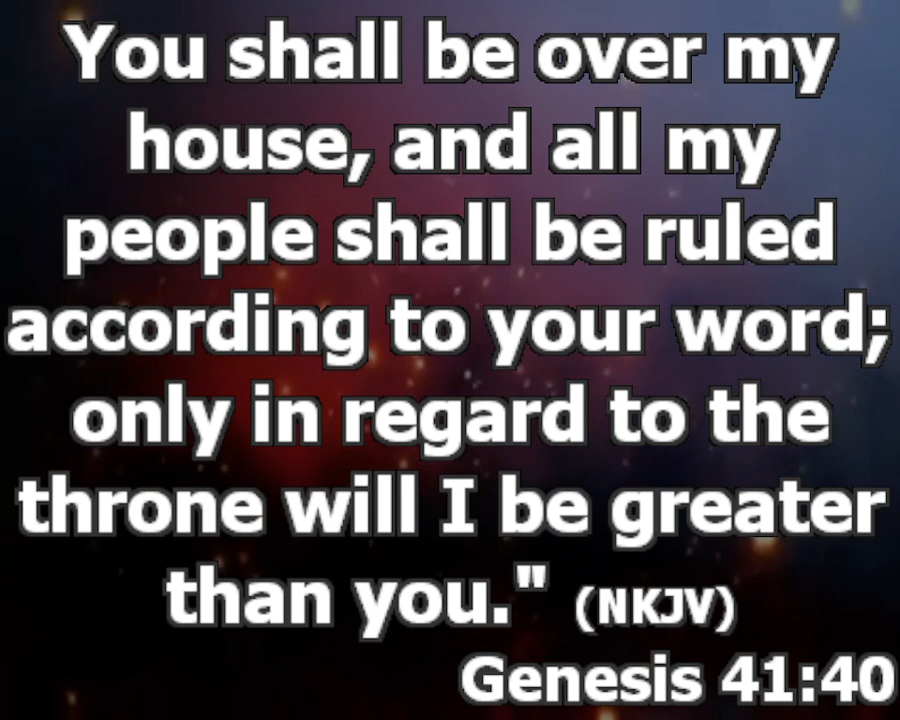 You shall be over my
house, and all my
people shall be ruled
according to your word;
only in regard to the
throne will I be greater
than you." (NKJV)
Genesis 41:40